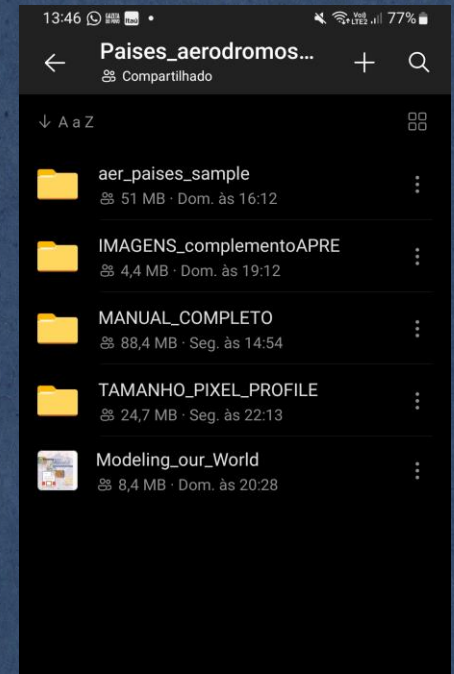 13:46 77%
Paises_aerodromos...
Compartilhado
A a Z
aer_paises_sample
51 MB · Dom. às 16:12
IMAGENS_complementoAPRE
4,4 MB · Dom. às 19:12
MANUAL_COMPLETO
88,4 MB · Seg. às 14:54
TAMANHO_PIXEL_PROFILE
24,7 MB · Seg. às 22:13
Modeling_our_World
8,4 MB · Dom. às 20:28